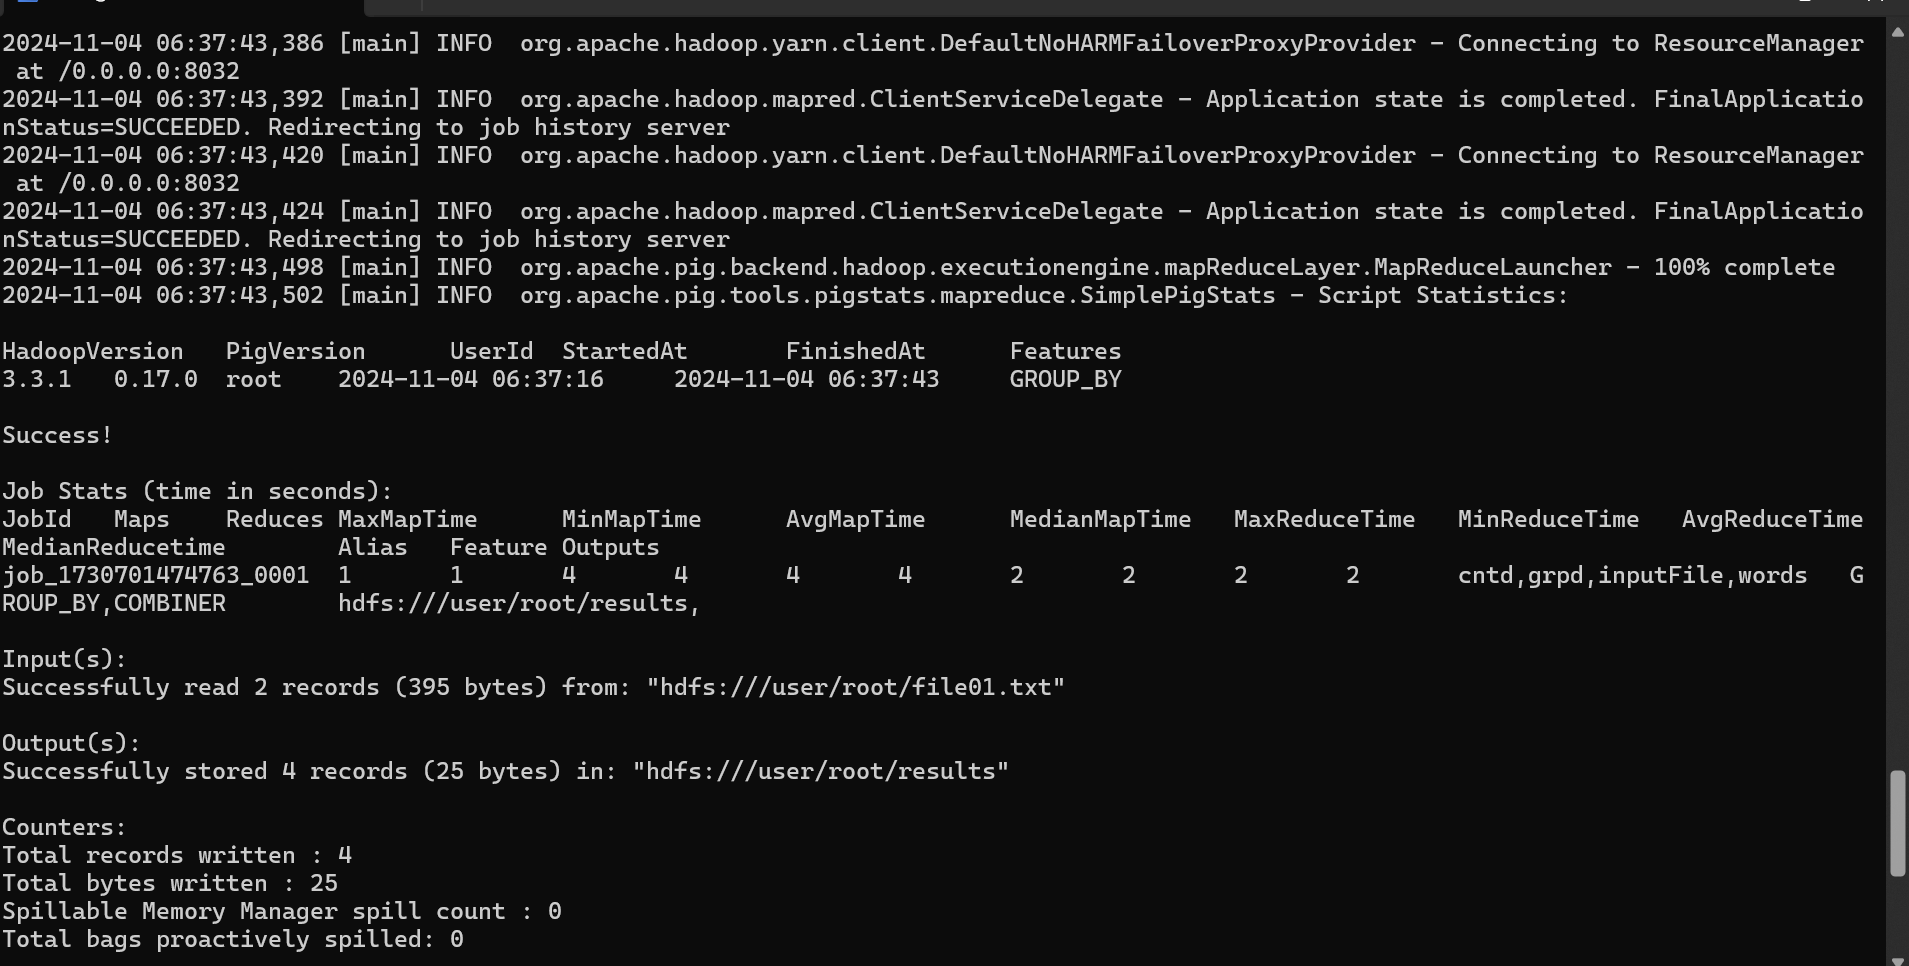 2024-11-04 06:37:43,386 [main] INFO  org.apache.hadoop.yarn.client.DefaultNoHARMFailoverProxyProvider - Connecting to ResourceManager
 at /0.0.0.0:8032
2024-11-04 06:37:43,392 [main] INFO  org.apache.hadoop.mapred.ClientServiceDelegate - Application state is completed. FinalApplicatio
nStatus=SUCCEEDED. Redirecting to job history server
2024-11-04 06:37:43,420 [main] INFO  org.apache.hadoop.yarn.client.DefaultNoHARMFailoverProxyProvider - Connecting to ResourceManager
 at /0.0.0.0:8032
2024-11-04 06:37:43,424 [main] INFO  org.apache.hadoop.mapred.ClientServiceDelegate - Application state is completed. FinalApplicatio
nStatus=SUCCEEDED. Redirecting to job history server
2024-11-04 06:37:43,498 [main] INFO  org.apache.pig.backend.hadoop.executionengine.mapReduceLayer.MapReduceLauncher - 100% complete
2024-11-04 06:37:43,502 [main] INFO  org.apache.pig.tools.pigstats.mapreduce.SimplePigStats - Script Statistics:

HadoopVersion   PigVersion      UserId  StartedAt       FinishedAt      Features
3.3.1   0.17.0  root    2024-11-04 06:37:16     2024-11-04 06:37:43     GROUP_BY

Success!

Job Stats (time in seconds):
JobId   Maps    Reduces MaxMapTime      MinMapTime      AvgMapTime      MedianMapTime   MaxReduceTime   MinReduceTime   AvgReduceTime
MedianReducetime        Alias   Feature Outputs
job_1730701474763_0001  1       1       4       4       4       4       2       2       2       2       cntd,grpd,inputFile,words   G
ROUP_BY,COMBINER        hdfs:///user/root/results,

Input(s):
Successfully read 2 records (395 bytes) from: "hdfs:///user/root/file01.txt"

Output(s):
Successfully stored 4 records (25 bytes) in: "hdfs:///user/root/results"

Counters:
Total records written : 4
Total bytes written : 25
Spillable Memory Manager spill count : 0
Total bags proactively spilled: 0